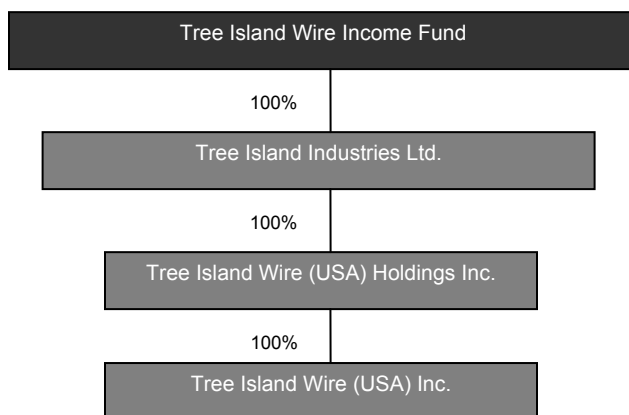 Tree Island Wire Income Fund
100%
Tree Island Industries Ltd.
100%
Tree Island Wire (USA) Holdings Inc.
100%
Tree Island Wire (USA) Inc.